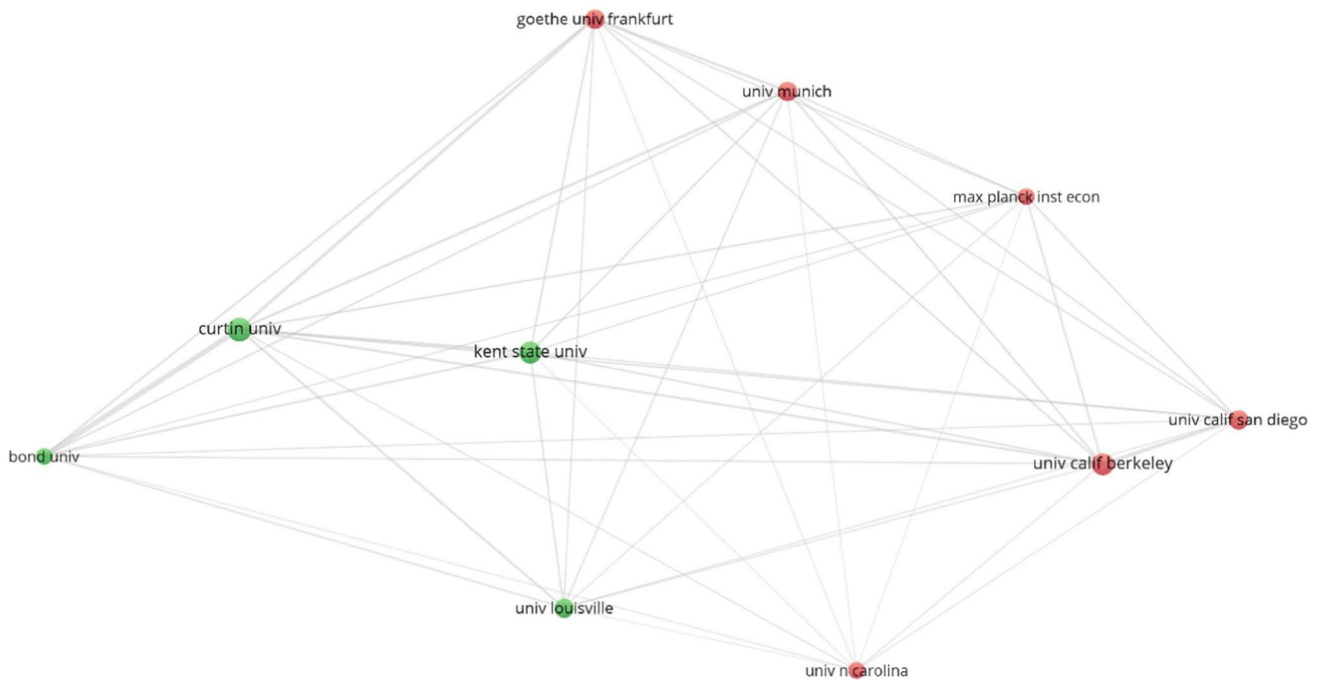 goethe univ frankfurt
univ munich
max planck inst econ
curtin univ
kent state univ
univ calif san diego
bond univ
univ calif berkeley
univ louisville
univ n carolina